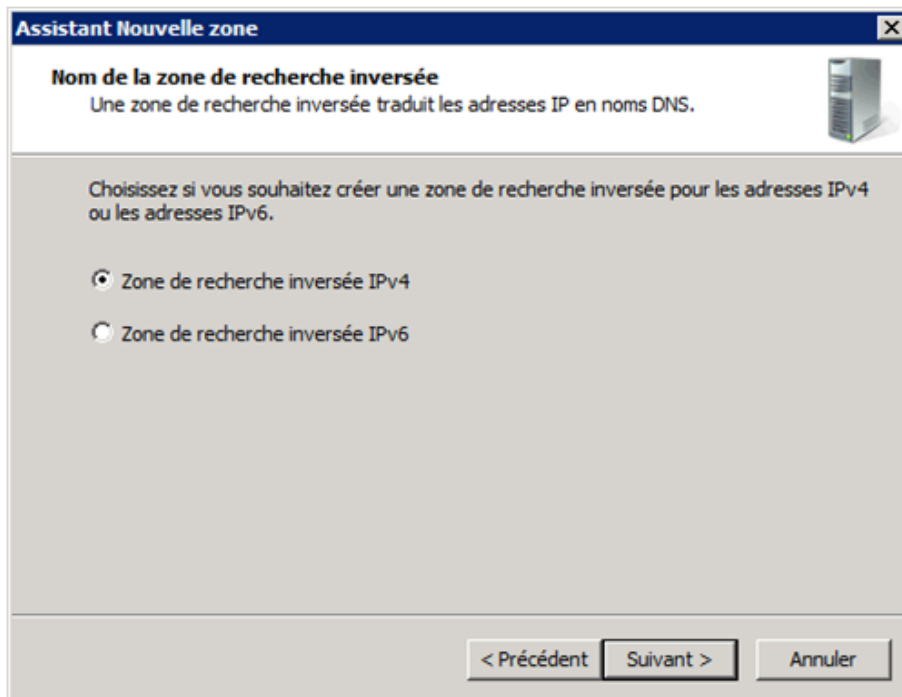 Assistant Nouvelle zone
Nom de la zone de recherche inversée
Une zone de recherche inversée traduit les adresses IP en noms DNS.
Choisissez si vous souhaitez créer une zone de recherche inversée pour les adresses IPv4
ou les adresses IPv6.
Zone de recherche inversée IPv4
Zone de recherche inversée IPv6
< Précédent Suivant > Annuler